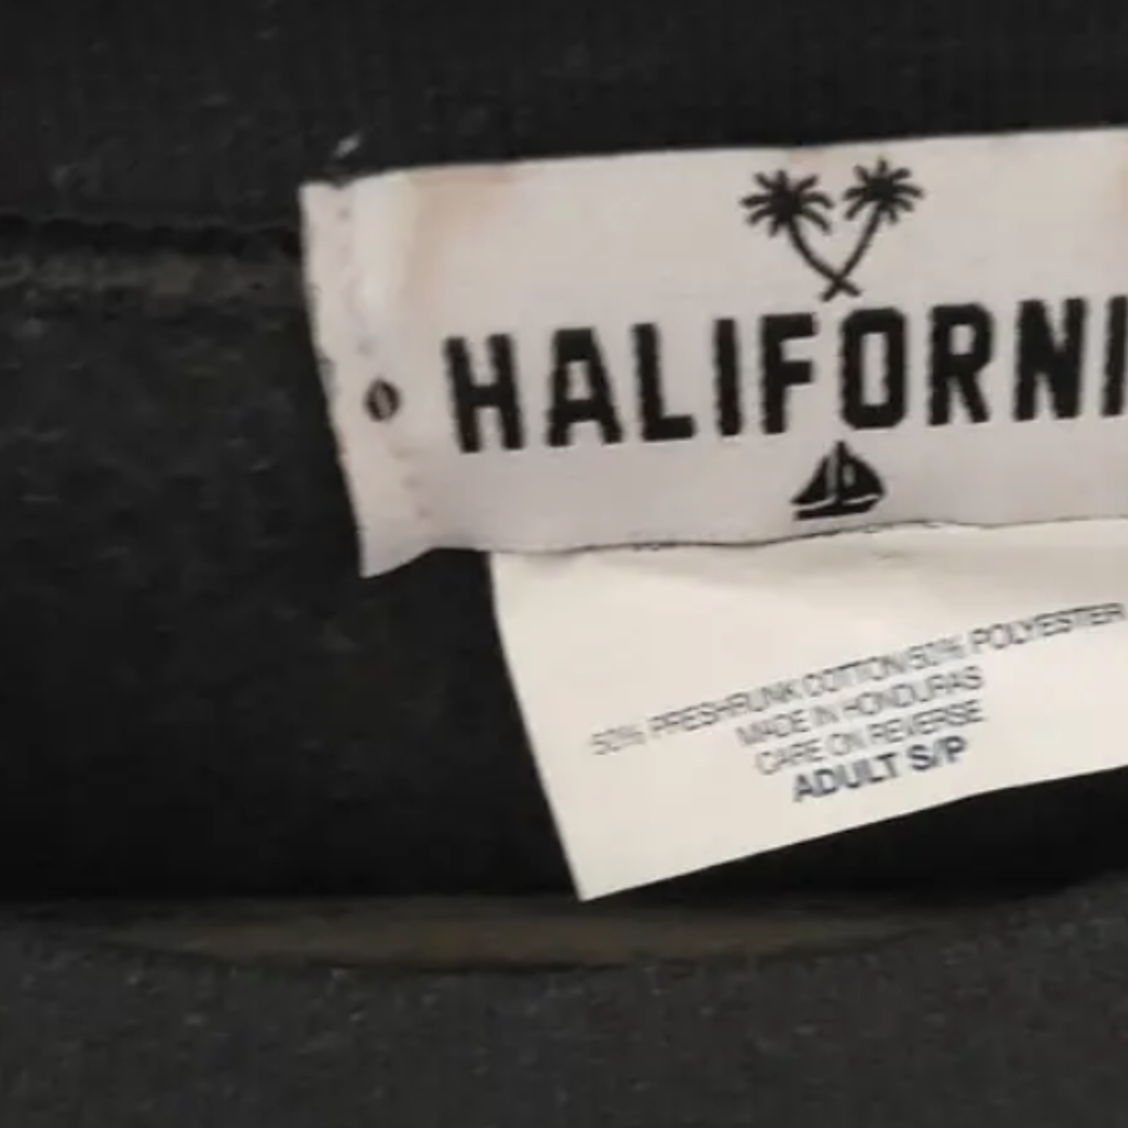 HALIFORNI
50% PRESHRUNK COTTON/50% POLYESTER
MADE IN HONDURAS
CARE ON REVERSE
ADULT S/P